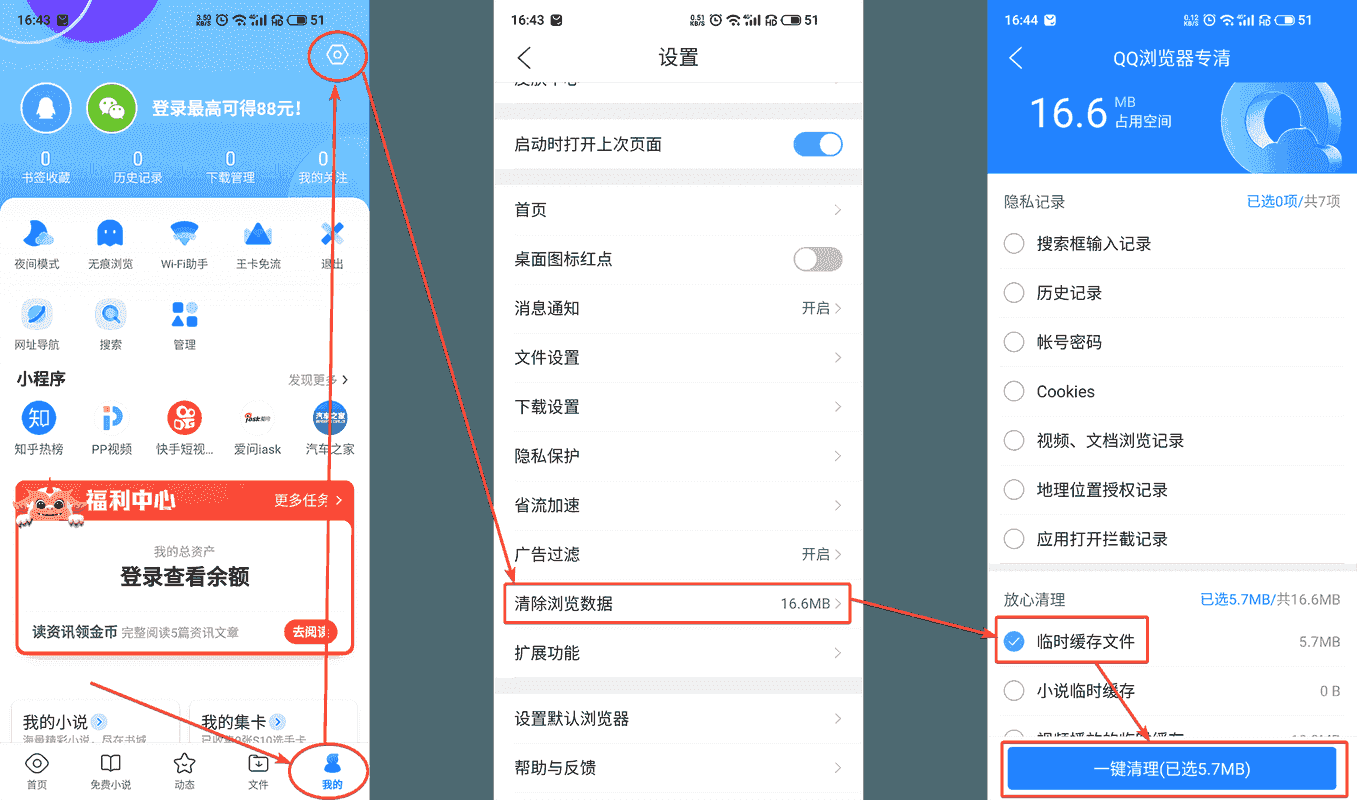 16:43
3.50 KB/S
HD
51
登录最高可得88元!
0 0 0 0
书签收藏 历史记录 下载管理 我的关注
夜间模式 无痕浏览 Wi-Fi助手 王卡免流 退出
网址导航 搜索 管理
小程序
发现更多
知
知乎热榜 PP视频 快手短视... 爱问iask 汽车之家
福利中心
更多任务
我的总资产
登录查看余额
读资讯领金币 完整阅读5篇资讯文章
去阅读
我的小说 我的集卡
首页 免费小说 动态 文件 我的
16:43
0.51 KB/S
HD
51
设置
启动时打开上次页面
首页
桌面图标红点
消息通知 开启
文件设置
下载设置
隐私保护
省流加速
广告过滤 开启
清除浏览数据 16.6MB
扩展功能
设置默认浏览器
帮助与反馈
16:44
0.12 KB/S
HD
51
QQ浏览器专清
16.6 MB
占用空间
隐私记录 已选0项/共7项
搜索框输入记录
历史记录
帐号密码
Cookies
视频、文档浏览记录
地理位置授权记录
应用打开拦截记录
放心清理 已选5.7MB/共16.6MB
临时缓存文件 5.7MB
小说临时缓存 0 B
一键清理(已选5.7MB)